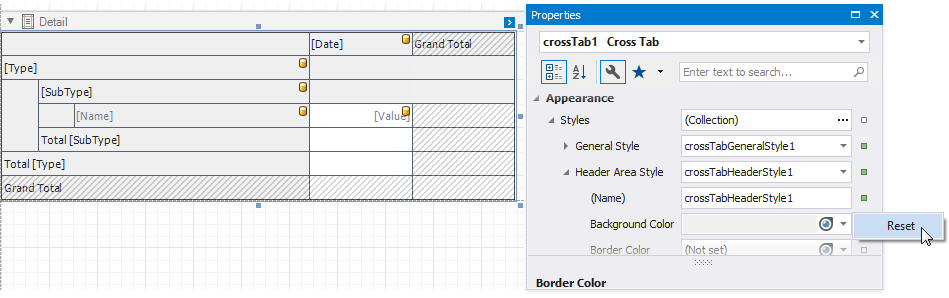 Detail
[Date]
Grand Total
[Type]
[SubType]
[Name]
[Value]
Total [SubType]
Total [Type]
Grand Total
Properties
crossTab1 Cross Tab
Enter text to search...
Appearance
Styles
(Collection)
General Style
crossTabGeneralStyle1
Header Area Style
crossTabHeaderStyle1
(Name)
crossTabHeaderStyle1
Background Color
Reset
Border Color
(Not set)
Border Color